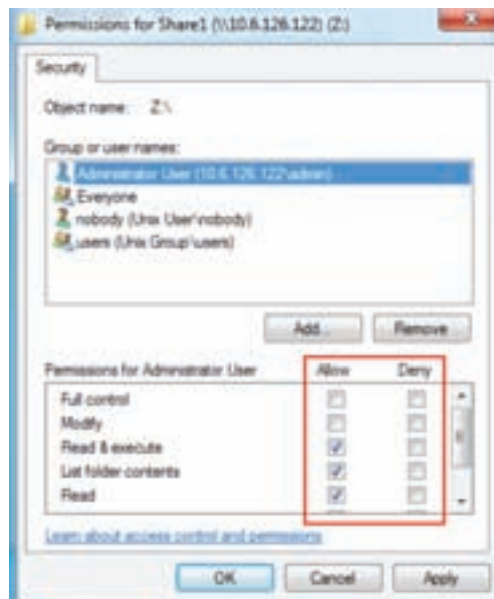 Permissions for Share1 (\\10.6.126.122) (Z:)
Security
Object name: Z:\
Group or user names:
Administrator User (10.6.126.122\admin)
Everyone
nobody (Unix User\nobody)
users (Unix Group\users)
Add... Remove
Permissions for Administrator User Allow Deny
Full control
Modify
Read & execute
List folder contents
Read
Learn about access control and permissions
OK Cancel Apply